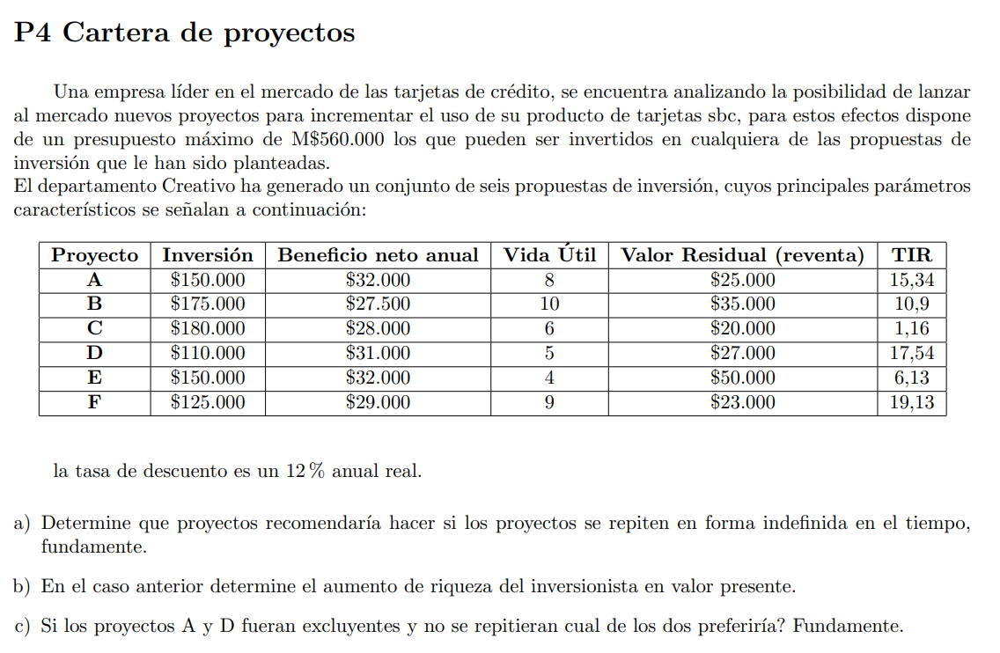 P4 Cartera de proyectos
Una empresa líder en el mercado de las tarjetas de crédito, se encuentra analizando la posibilidad de lanzar
al mercado nuevos proyectos para incrementar el uso de su producto de tarjetas sbc, para estos efectos dispone
de un presupuesto máximo de M$560.000 los que pueden ser invertidos en cualquiera de las propuestas de
inversión que le han sido planteadas.
El departamento Creativo ha generado un conjunto de seis propuestas de inversión, cuyos principales parámetros
característicos se señalan a continuación:
Proyecto Inversión Beneficio neto anual Vida Útil Valor Residual (reventa) TIR
A $150.000 $32.000 8 $25.000 15,34
B $175.000 $27.500 10 $35.000 10,9
C $180.000 $28.000 6 $20.000 1,16
D $110.000 $31.000 5 $27.000 17,54
E $150.000 $32.000 4 $50.000 6,13
F $125.000 $29.000 9 $23.000 19,13
la tasa de descuento es un 12 % anual real.
a) Determine que proyectos recomendaría hacer si los proyectos se repiten en forma indefinida en el tiempo,
fundamente.
b) En el caso anterior determine el aumento de riqueza del inversionista en valor presente.
c) Si los proyectos A y D fueran excluyentes y no se repitieran cual de los dos preferiría? Fundamente.